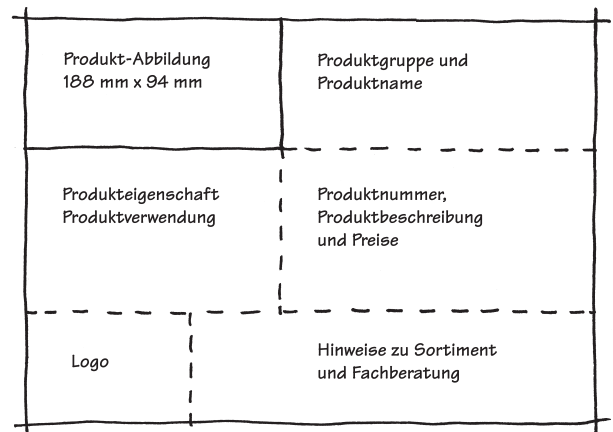 Produkt-Abbildung
188 mm x 94 mm
Produktgruppe und
Produktname
Produkteigenschaft
Produktverwendung
Produktnummer,
Produktbeschreibung
und Preise
Logo
Hinweise zu Sortiment
und Fachberatung